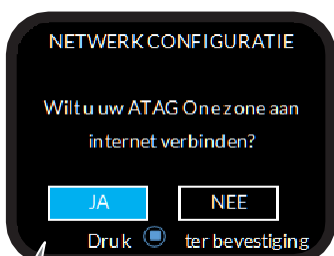 NETWERK CONFIGURATIE
Wilt u uw ATAG One zone aan
internet verbinden?
JA NEE
Druk ter bevestiging